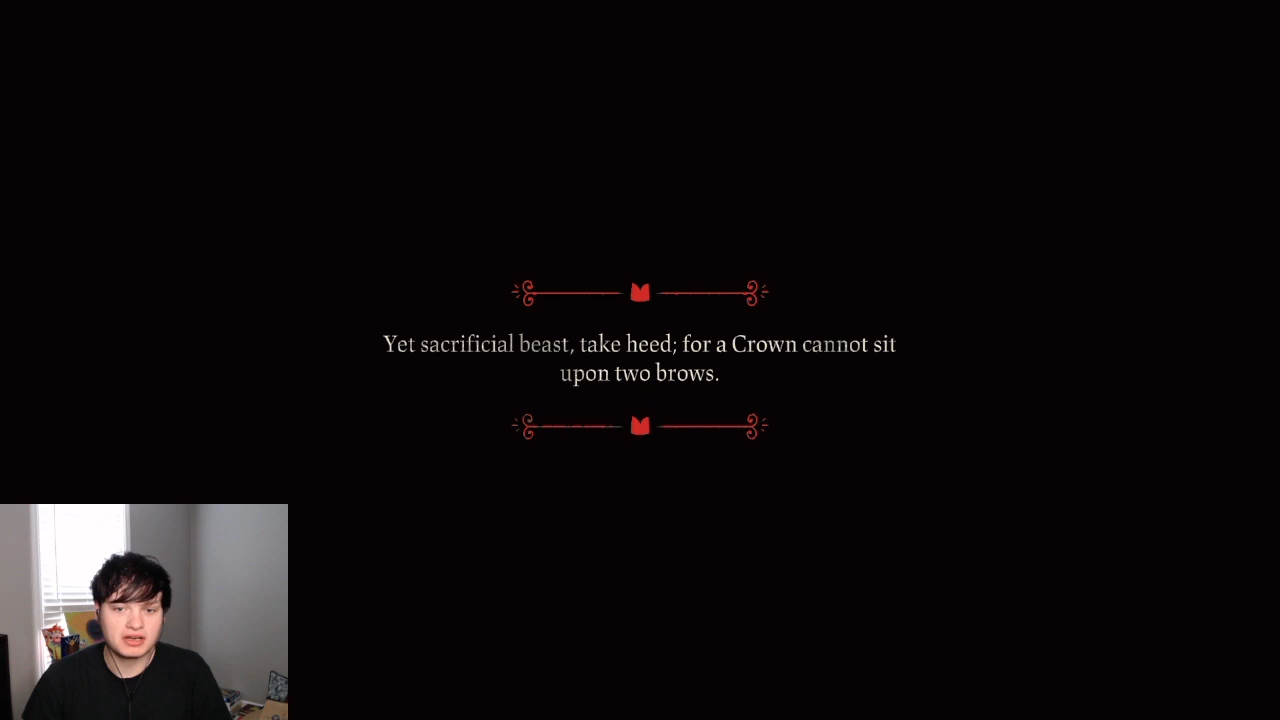 Yet sacrificial beast, take heed; for a Crown cannot sit
upon two brows.